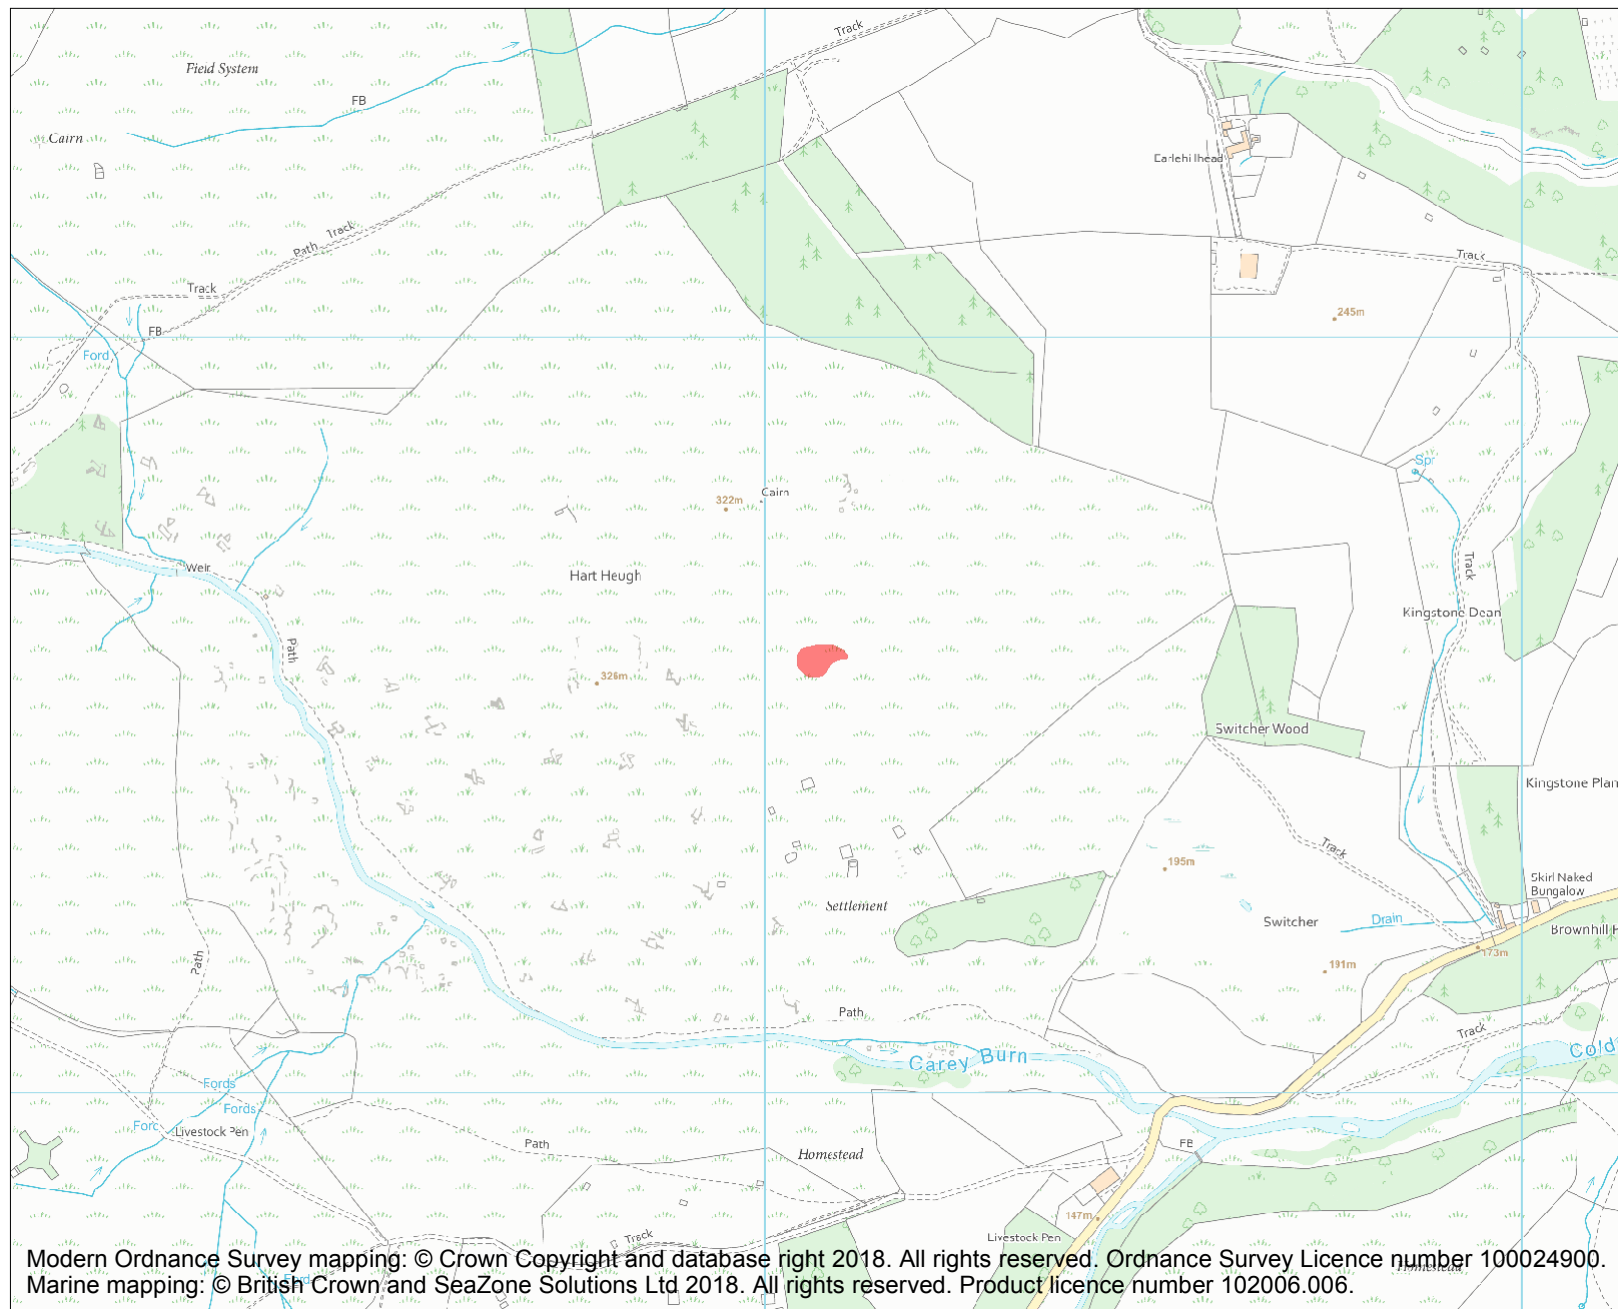 Track
Field System
FB
Cairn
Earlehillhead
Path
Track
Track
Track
245m
FB
Ford
Spr
322m
Cairn
Weir
Hart Heugh
Track
Kingstone Dean
Path
326m
Switcher Wood
Kingstone Plan
Track
195m
Skirl Naked
Bungalow
Settlement
Switcher
Drain
Brownhill H
173m
Path
191m
Path
Track
Cold
Carey Burn
Fords
Fords
Ford
Livestock Pen
Path
FB
Homestead
147m
Track
Livestock Pen
Modern Ordnance Survey mapping: © Crown Copyright and database right 2018. All rights reserved. Ordnance Survey Licence number 100024900.
Marine mapping: © British Crown and SeaZone Solutions Ltd 2018. All rights reserved. Product licence number 102006.006.
Homestead